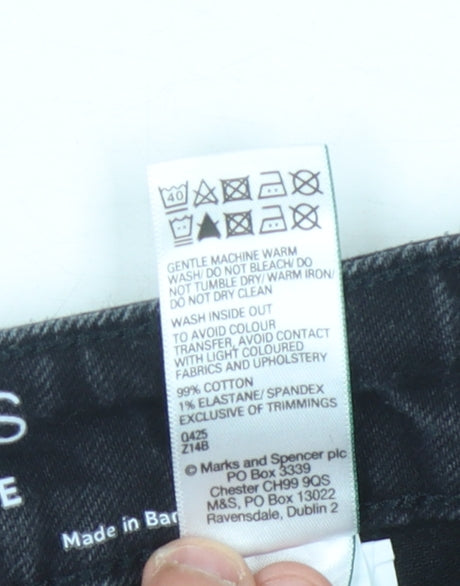 40
GENTLE MACHINE WARM
WASH/ DO NOT BLEACH/ DO
NOT TUMBLE DRY/ WARM IRON/
DO NOT DRY CLEAN
WASH INSIDE OUT
TO AVOID COLOUR
TRANSFER, AVOID CONTACT
WITH LIGHT COLOURED
FABRICS AND UPHOLSTERY
99% COTTON
1% ELASTANE/ SPANDEX
EXCLUSIVE OF TRIMMINGS
0425
Z14B
© Marks and Spencer plc
PO Box 3339
Chester CH99 9QS
M&S, PO Box 13022
Ravensdale, Dublin 2
S
E
Made in Bar